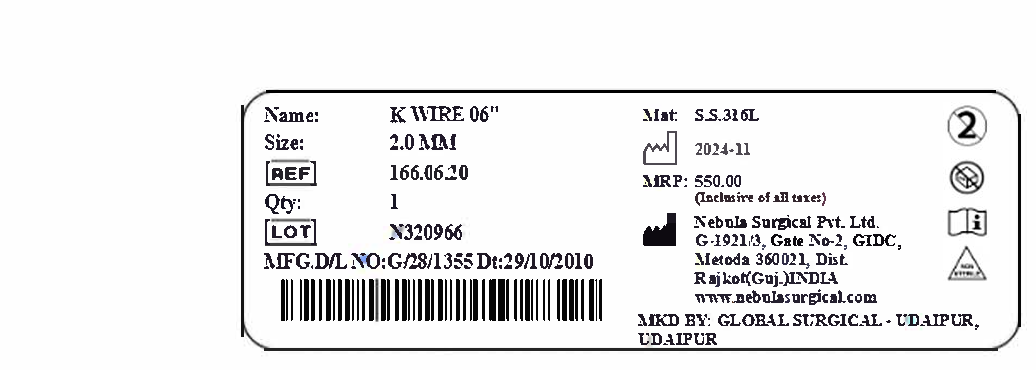 Name: K WIRE 06"
Size: 2.0 MM
REF 166.06.20
Qty: 1
LOT N320966
MFG.D/L NO:G/28/1355 Dt:29/10/2010
Mat: S.S.316L
2024-11
MRP: 550.00
(Inclusive of all taxes)
Nebula Surgical Pvt. Ltd.
G-1921/3, Gate No-2, GIDC,
Metoda 360021, Dist.
Rajkot(Guj.)INDIA
www.nebulasurgical.com
MKD BY: GLOBAL SURGICAL - UDAIPUR,
UDAIPUR
2
NON
STERILE